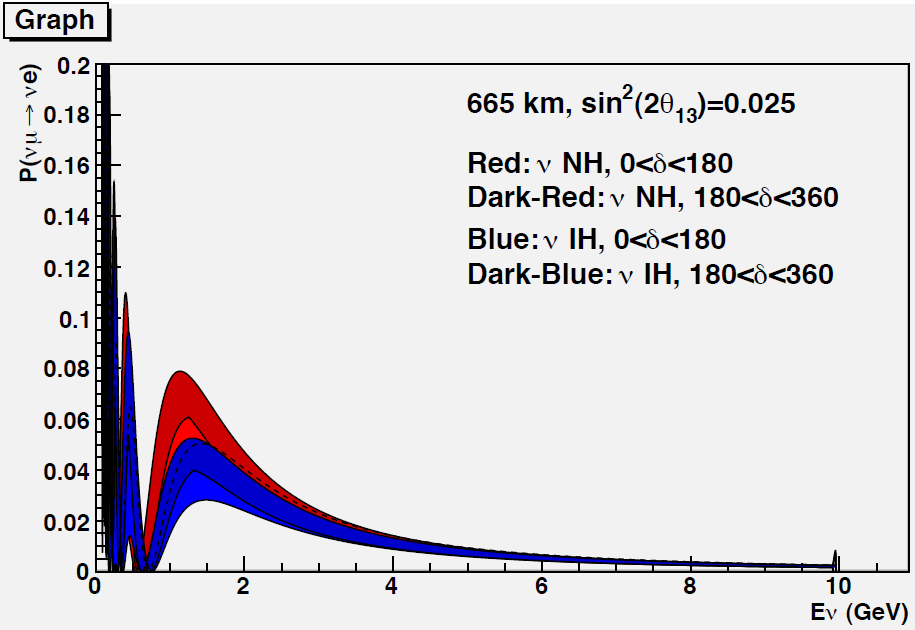 Graph
P(νμ → νe)
0.2
0.18
0.16
0.14
0.12
0.1
0.08
0.06
0.04
0.02
0
665 km, sin²(2θ₁₃)=0.025
Red: ν NH, 0<δ<180
Dark-Red: ν NH, 180<δ<360
Blue: ν IH, 0<δ<180
Dark-Blue: ν IH, 180<δ<360
0 2 4 6 8 10
Eν (GeV)